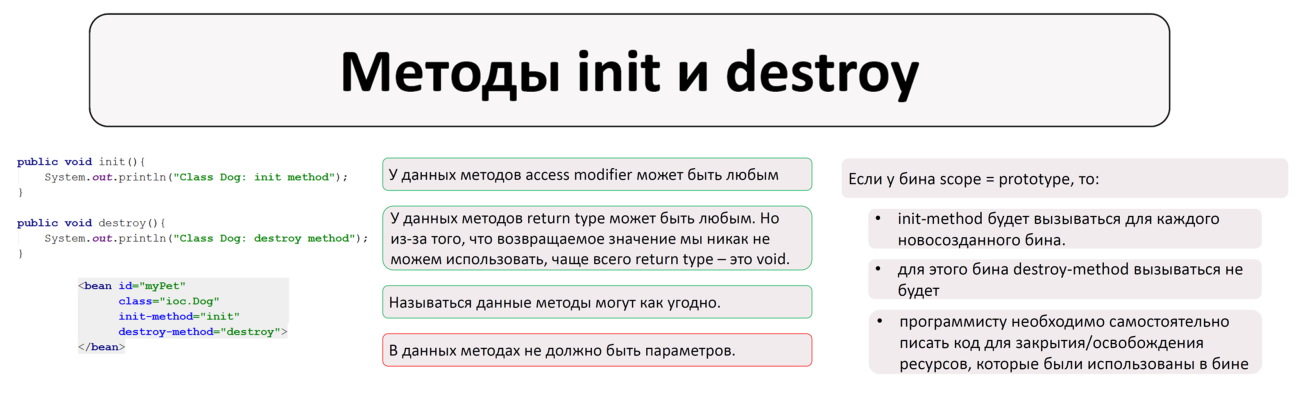 Методы init и destroy
public void init(){
System.out.println("Class Dog: init method");
}
public void destroy(){
System.out.println("Class Dog: destroy method");
}
<bean id="myPet"
class="ioc.Dog"
init-method="init"
destroy-method="destroy">
</bean>
У данных методов access modifier может быть любым
У данных методов return type может быть любым. Но
из-за того, что возвращаемое значение мы никак не
можем использовать, чаще всего return type – это void.
Называться данные методы могут как угодно.
В данных методах не должно быть параметров.
Если у бина scope = prototype, то:
• init-method будет вызываться для каждого
новосозданного бина.
• для этого бина destroy-method вызываться не
будет
• программисту необходимо самостоятельно
писать код для закрытия/освобождения
ресурсов, которые были использованы в бине